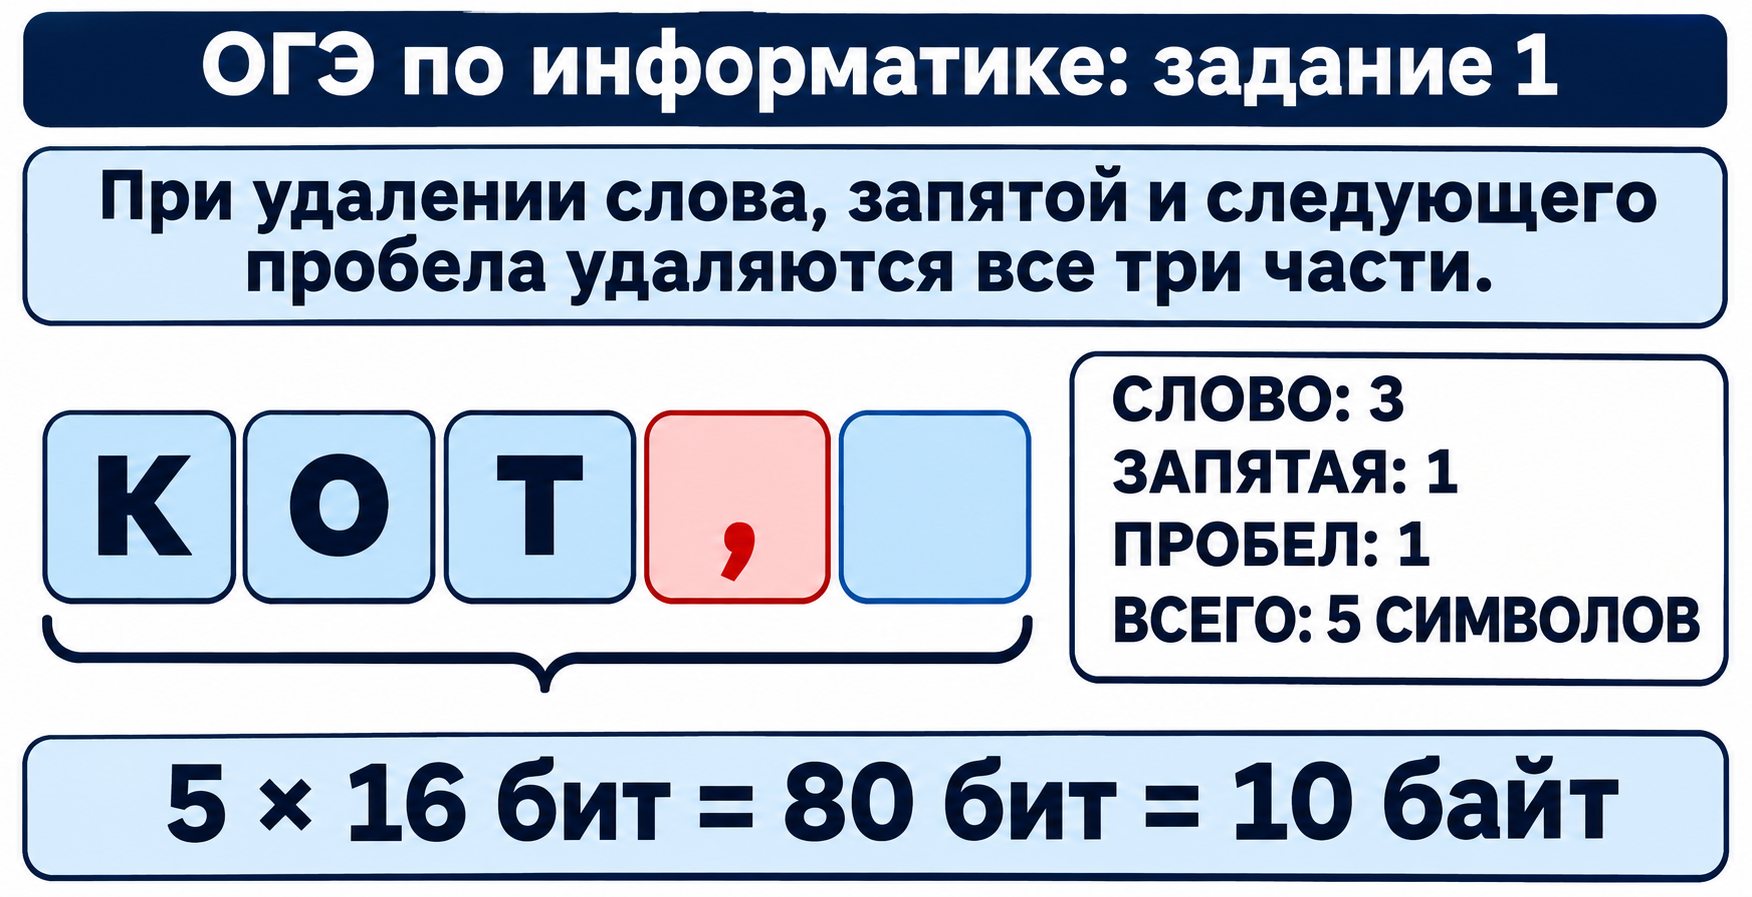 ОГЭ по информатике: задание 1
При удалении слова, запятой и следующего
пробела удаляются все три части.
К О Т ,
СЛОВО: 3
ЗАПЯТАЯ: 1
ПРОБЕЛ: 1
ВСЕГО: 5 СИМВОЛОВ
5 × 16 бит = 80 бит = 10 байт